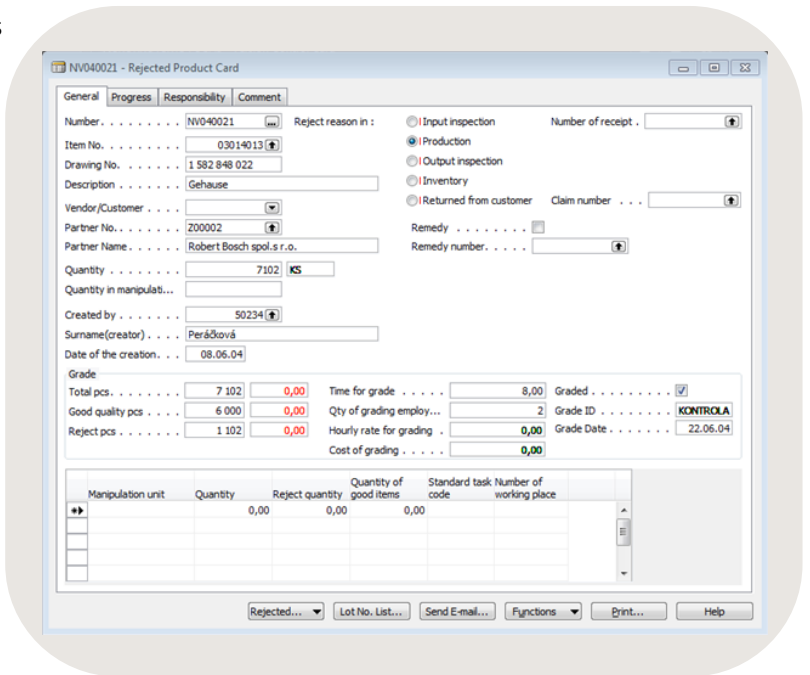 s
NV040021 - Rejected Product Card
General Progress Responsibility Comment
Number. . . . . . . . . NV040021 ... Reject reason in : Input inspection Number of receipt .
Item No. . . . . . . . . 03014013 Production
Drawing No. . . . . . . 1 582 848 022 Output inspection
Description . . . . . . . Gehause Inventory
Vendor/Customer . . . . Returned from customer Claim number . . .
Partner No.. . . . . . . Z00002 Remedy . . . . . . . .
Partner Name. . . . . . Robert Bosch spol.s r.o. Remedy number. . . . .
Quantity . . . . . . . . 7102 KS
Quantity in manipulati...
Created by . . . . . . . 50234
Surname(creator) . . . . Peráčková
Date of the creation. . . 08.06.04
Grade
Total pcs. . . . . . . . 7 102 0,00 Time for grade . . . . . 8,00 Graded . . . . . . . . .
Good quality pcs . . . . 6 000 0,00 Qty of grading employ... 2 Grade ID . . . . . . . . KONTROLA
Reject pcs . . . . . . . 1 102 0,00 Hourly rate for grading . 0,00 Grade Date . . . . . . . 22.06.04
Cost of grading . . . . . 0,00
Manipulation unit Quantity Reject quantity Quantity of good items Standard task code Number of working place
0,00 0,00 0,00
Rejected... Lot No. List... Send E-mail... Functions Print... Help